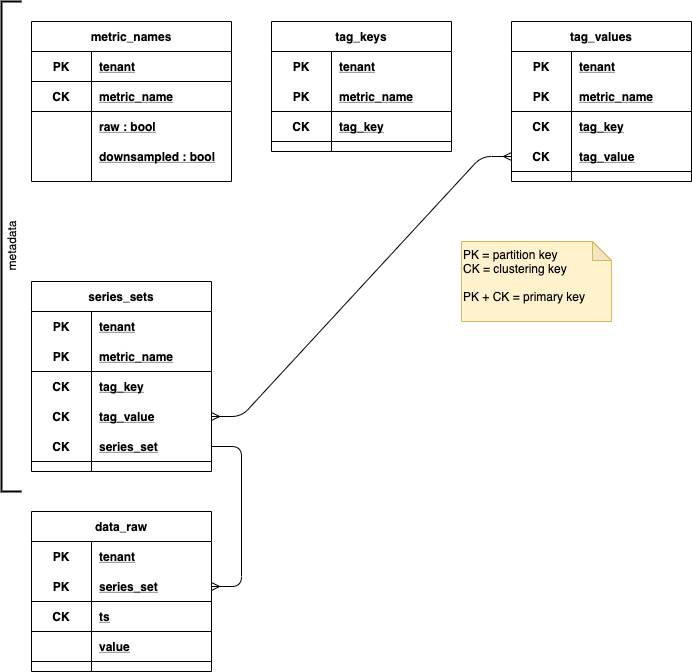 metadata
metric_names
PK tenant
CK metric_name
raw : bool
downsampled : bool
tag_keys
PK tenant
PK metric_name
CK tag_key
tag_values
PK tenant
PK metric_name
CK tag_key
CK tag_value
PK = partition key
CK = clustering key
PK + CK = primary key
series_sets
PK tenant
PK metric_name
CK tag_key
CK tag_value
CK series_set
data_raw
PK tenant
PK series_set
CK ts
value